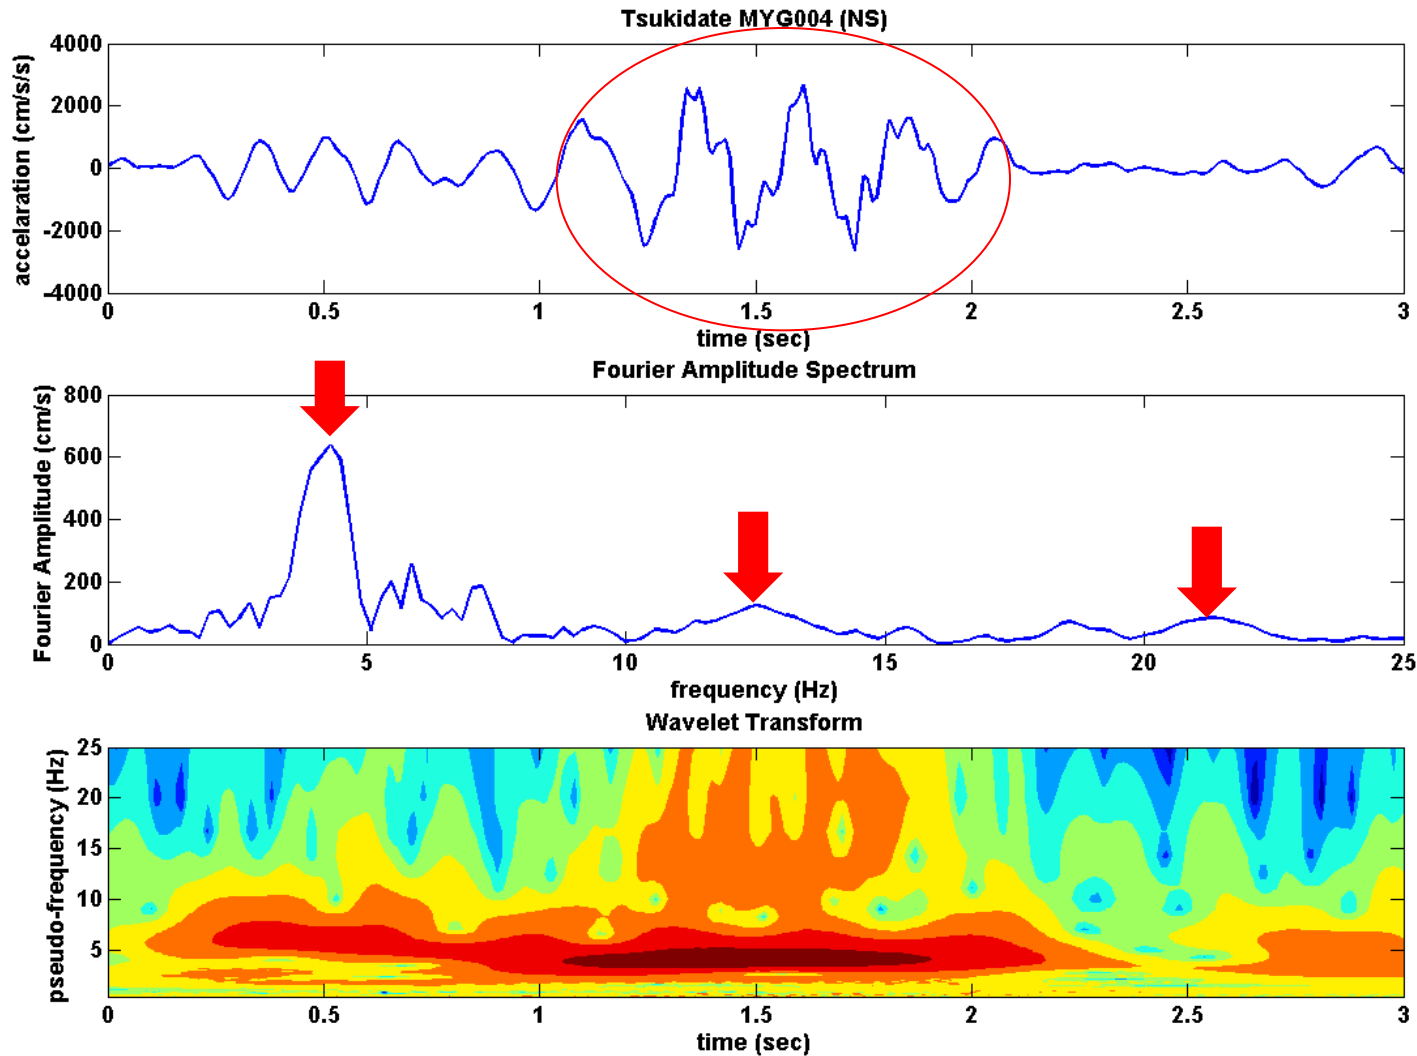 Tsukidate MYG004 (NS)
accelaration (cm/s/s)
4000
2000
0
-2000
-4000
0 0.5 1 1.5 2 2.5 3
time (sec)
Fourier Amplitude Spectrum
Fourier Amplitude (cm/s)
800
600
400
200
0
0 5 10 15 20 25
frequency (Hz)
Wavelet Transform
pseudo-frequency (Hz)
25
20
15
10
5
0 0.5 1 1.5 2 2.5 3
time (sec)